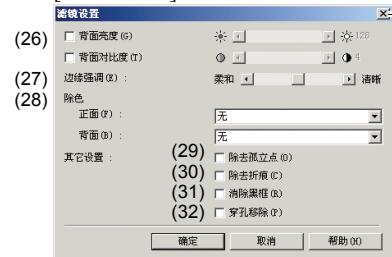 滤镜设置
(26) 背面亮度(G) 128
背面对比度(T) 4
(27) 边缘强调(E) : 柔和 清晰
(28) 除色
正面(F) : 无
背面(B) : 无
其它设置 : (29) 除去孤立点(O)
(30) 除去折痕(C)
(31) 消除黑框(R)
(32) 穿孔移除(P)
确定 取消 帮助(H)